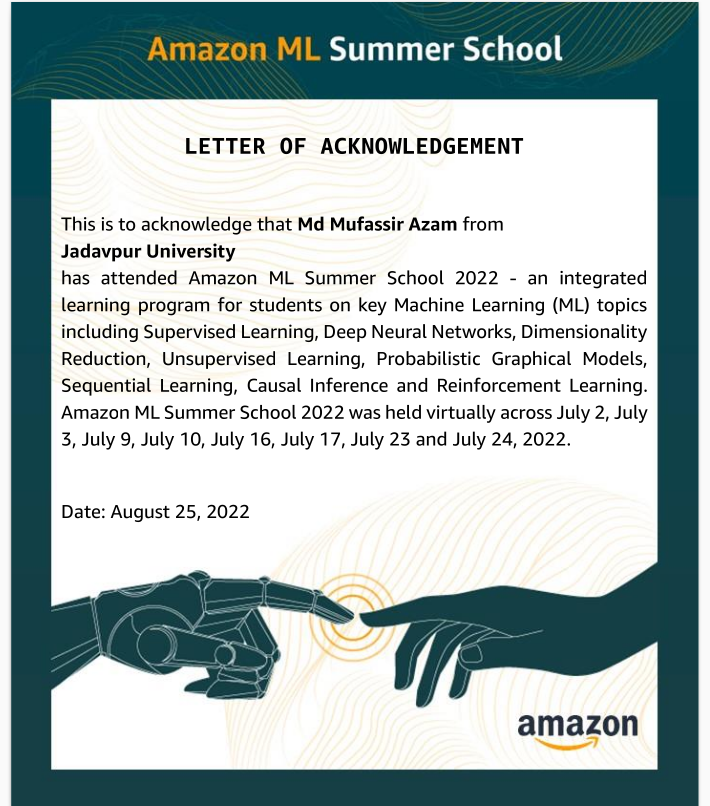 Amazon ML Summer School
LETTER OF ACKNOWLEDGEMENT
This is to acknowledge that Md Mufassir Azam from
Jadavpur University
has attended Amazon ML Summer School 2022 - an integrated
learning program for students on key Machine Learning (ML) topics
including Supervised Learning, Deep Neural Networks, Dimensionality
Reduction, Unsupervised Learning, Probabilistic Graphical Models,
Sequential Learning, Causal Inference and Reinforcement Learning.
Amazon ML Summer School 2022 was held virtually across July 2, July
3, July 9, July 10, July 16, July 17, July 23 and July 24, 2022.
Date: August 25, 2022
amazon